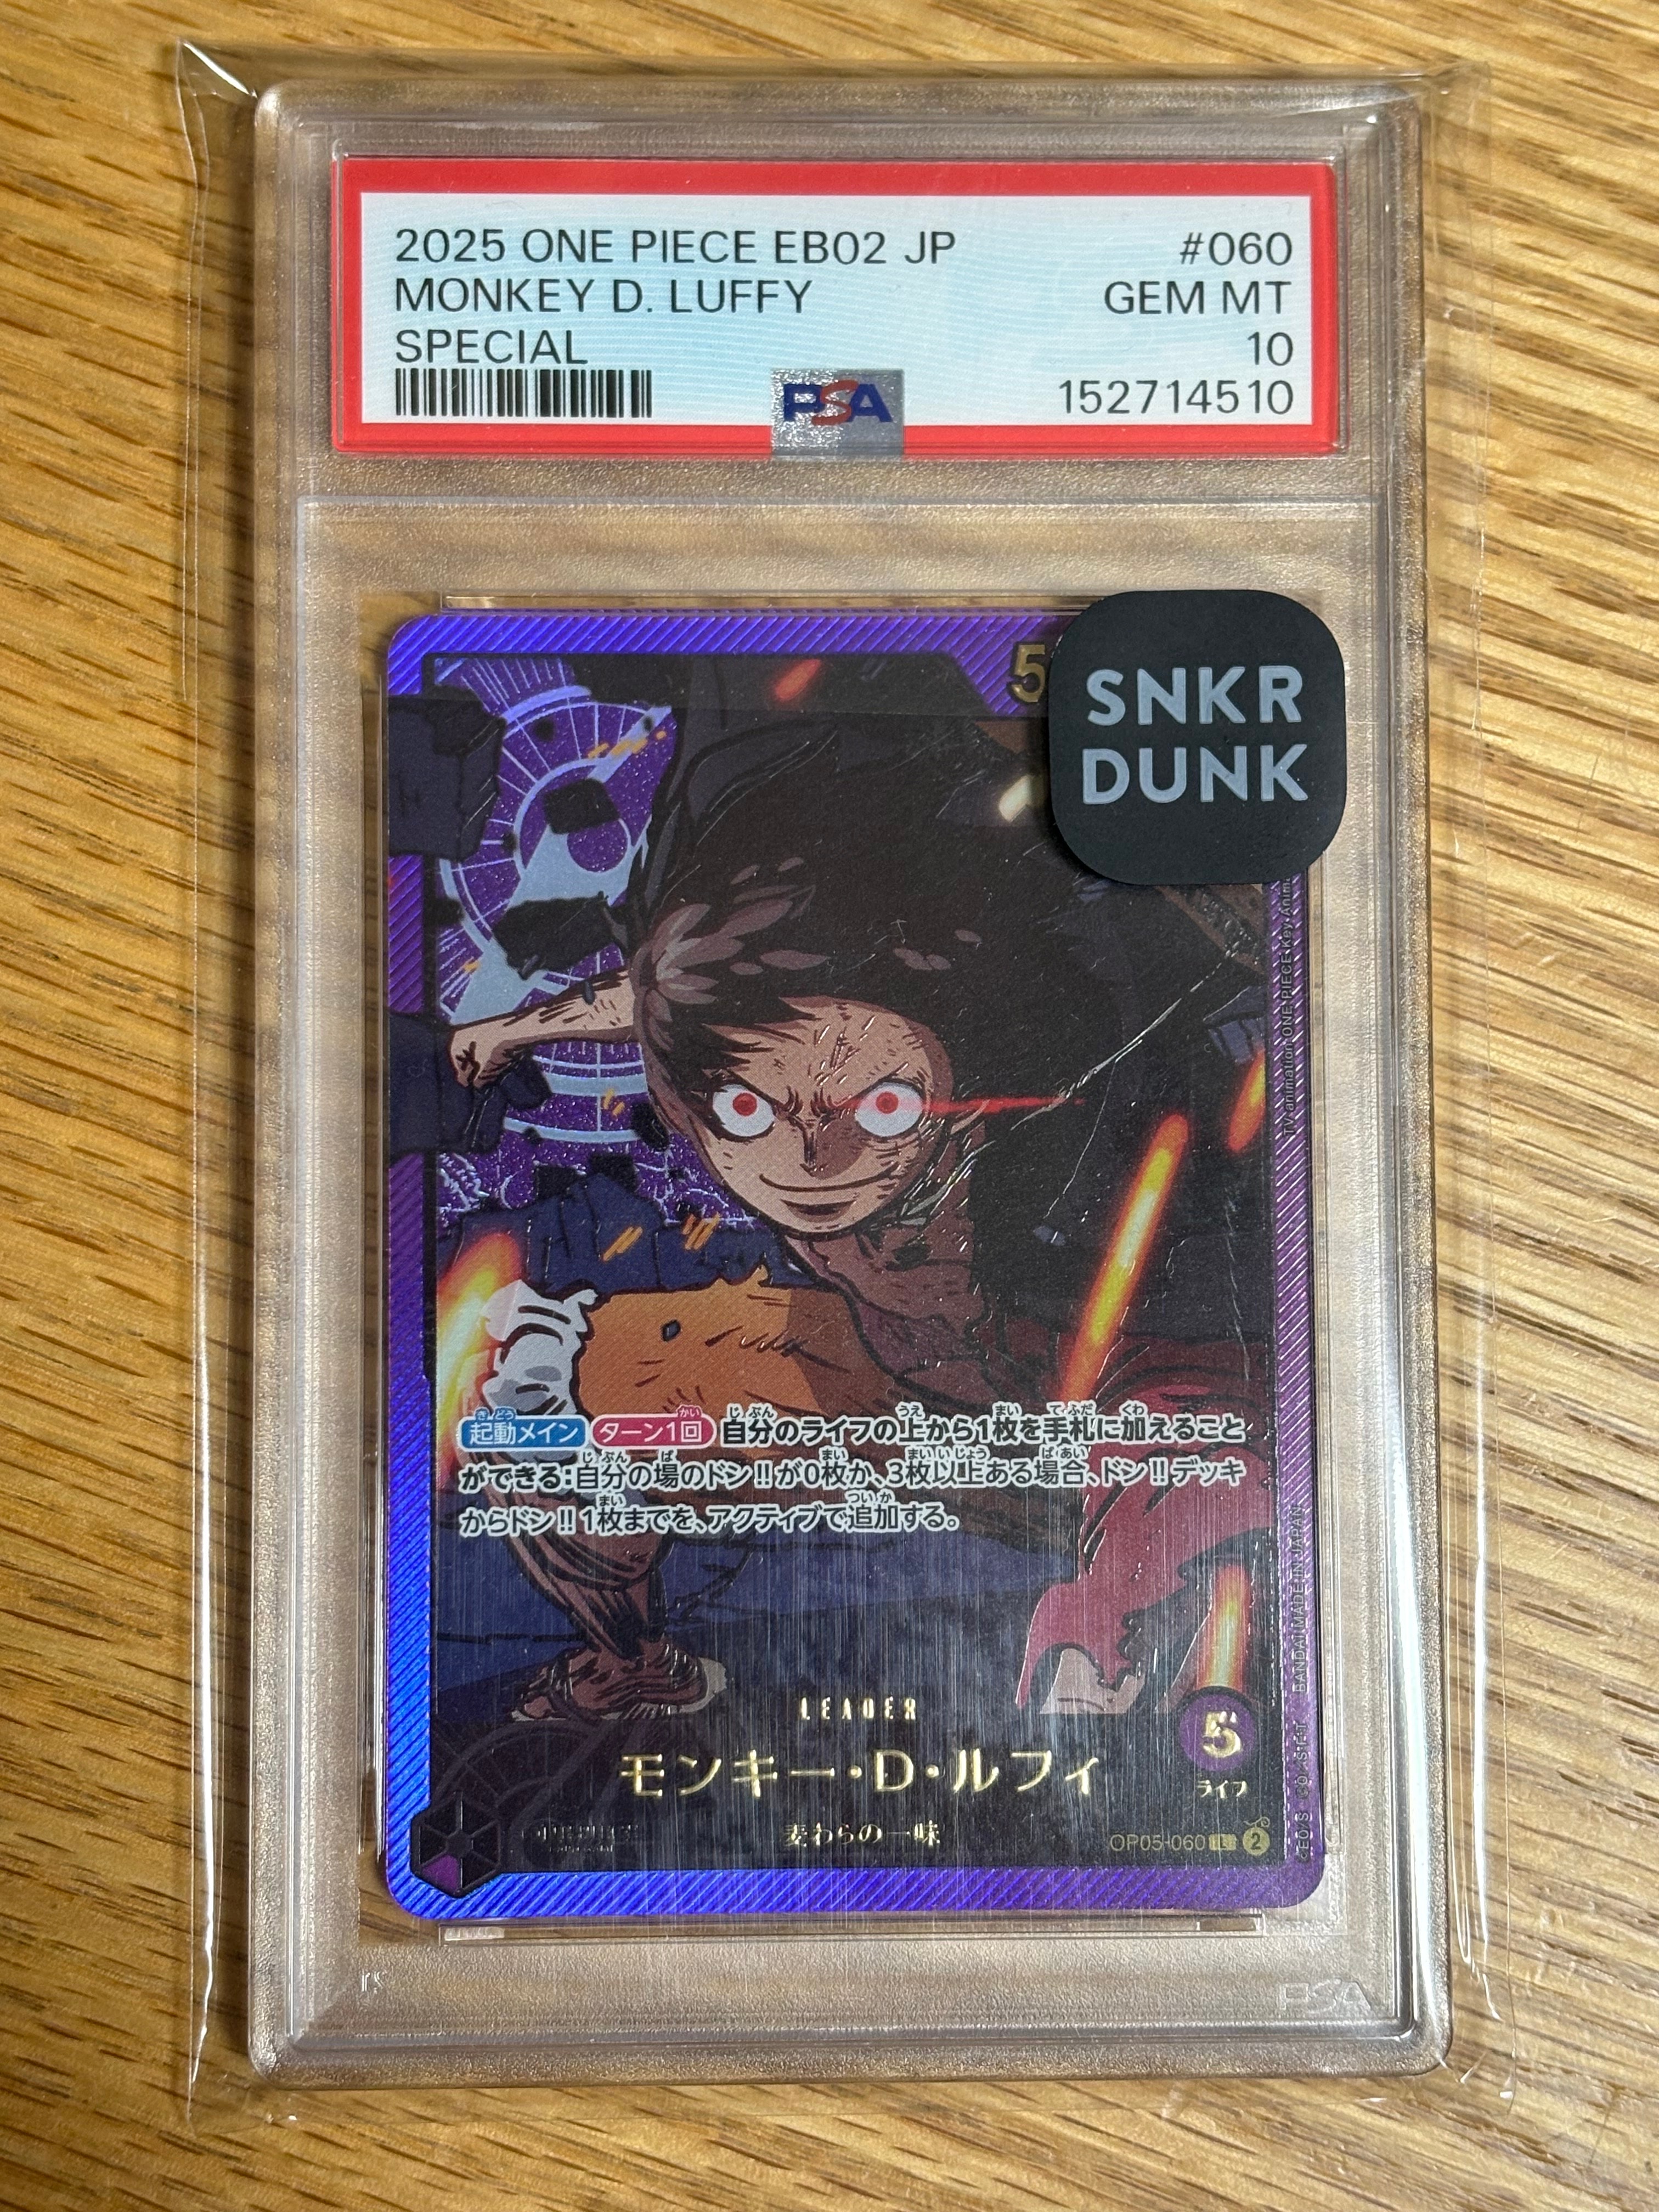 2025 ONE PIECE EB02 JP #060
MONKEY D. LUFFY GEM MT
SPECIAL 10
152714510
PSA
5
SNKR
DUNK
起動メイン ターン1回 自分のライフの上から1枚を手札に加えること
ができる:自分の場のドン!!が0枚か、3枚以上ある場合、ドン!!デッキ
からドン!!1枚までを、アクティブで追加する。
LEADER
モンキー・D・ルフィ
5
ライフ
麦わらの一味
OP05-060 L 2
BANDAI MADE IN JAPAN
PSA